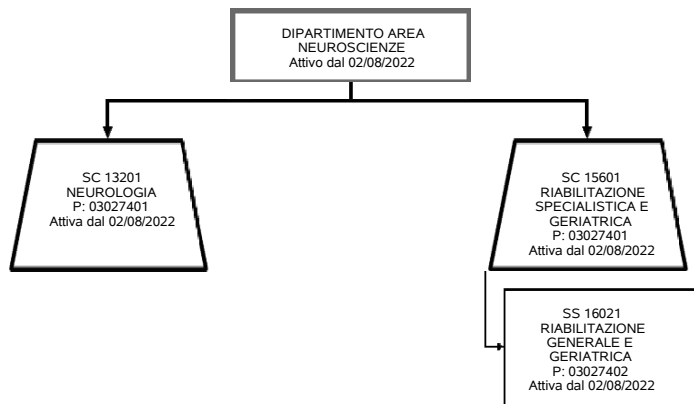 DIPARTIMENTO AREA
NEUROSCIENZE
Attivo dal 02/08/2022
SC 13201
NEUROLOGIA
P: 03027401
Attiva dal 02/08/2022
SC 15601
RIABILITAZIONE
SPECIALISTICA E
GERIATRICA
P: 03027401
Attiva dal 02/08/2022
SS 16021
RIABILITAZIONE
GENERALE E
GERIATRICA
P: 03027402
Attiva dal 02/08/2022